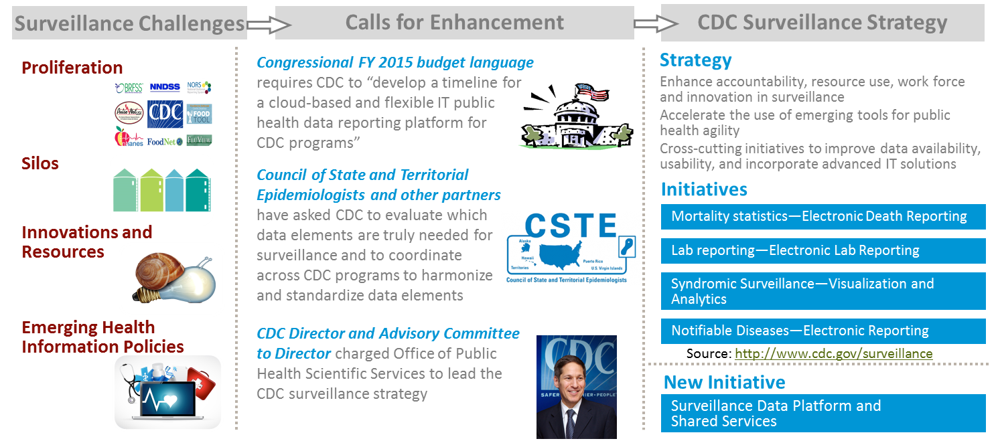 Surveillance Challenges
Calls for Enhancement
CDC Surveillance Strategy
Proliferation
BRFSS
NNDSS
NORS
PulseNet
CDC
FOOD
TOOL
hanes
FoodNet
FLUVIEW
Silos
Innovations and
Resources
Emerging Health
Information Policies
Congressional FY 2015 budget language
requires CDC to “develop a timeline for
a cloud-based and flexible IT public
health data reporting platform for
CDC programs”
Council of State and Territorial
Epidemiologists and other partners
have asked CDC to evaluate which
data elements are truly needed for
surveillance and to coordinate
across CDC programs to harmonize
and standardize data elements
CSTE
Alaska
Hawaii
Territories
Puerto Rico
U.S. Virgin Islands
Council of State and Territorial Epidemiologists
CDC Director and Advisory Committee
to Director charged Office of Public
Health Scientific Services to lead the
CDC surveillance strategy
CDC
Strategy
Enhance accountability, resource use, work force
and innovation in surveillance
Accelerate the use of emerging tools for public
health agility
Cross-cutting initiatives to improve data availability,
usability, and incorporate advanced IT solutions
Initiatives
Mortality statistics—Electronic Death Reporting
Lab reporting—Electronic Lab Reporting
Syndromic Surveillance—Visualization and
Analytics
Notifiable Diseases—Electronic Reporting
Source: http://www.cdc.gov/surveillance
New Initiative
Surveillance Data Platform and
Shared Services